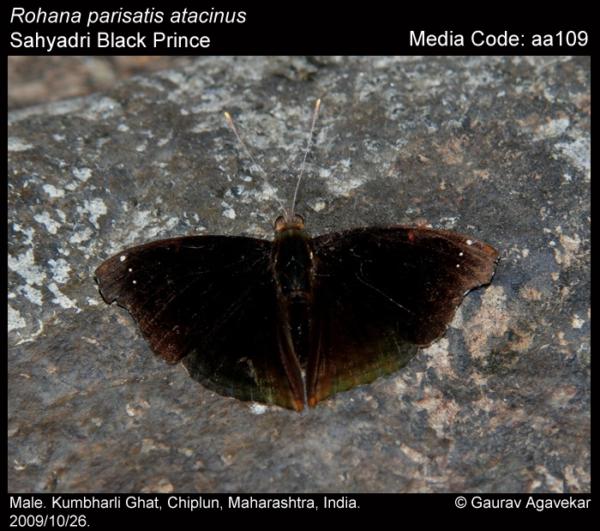 Rohana parisatis atacinus
Sahyadri Black Prince
Media Code: aa109
Male. Kumbharli Ghat, Chiplun, Maharashtra, India.
2009/10/26.
© Gaurav Agavekar